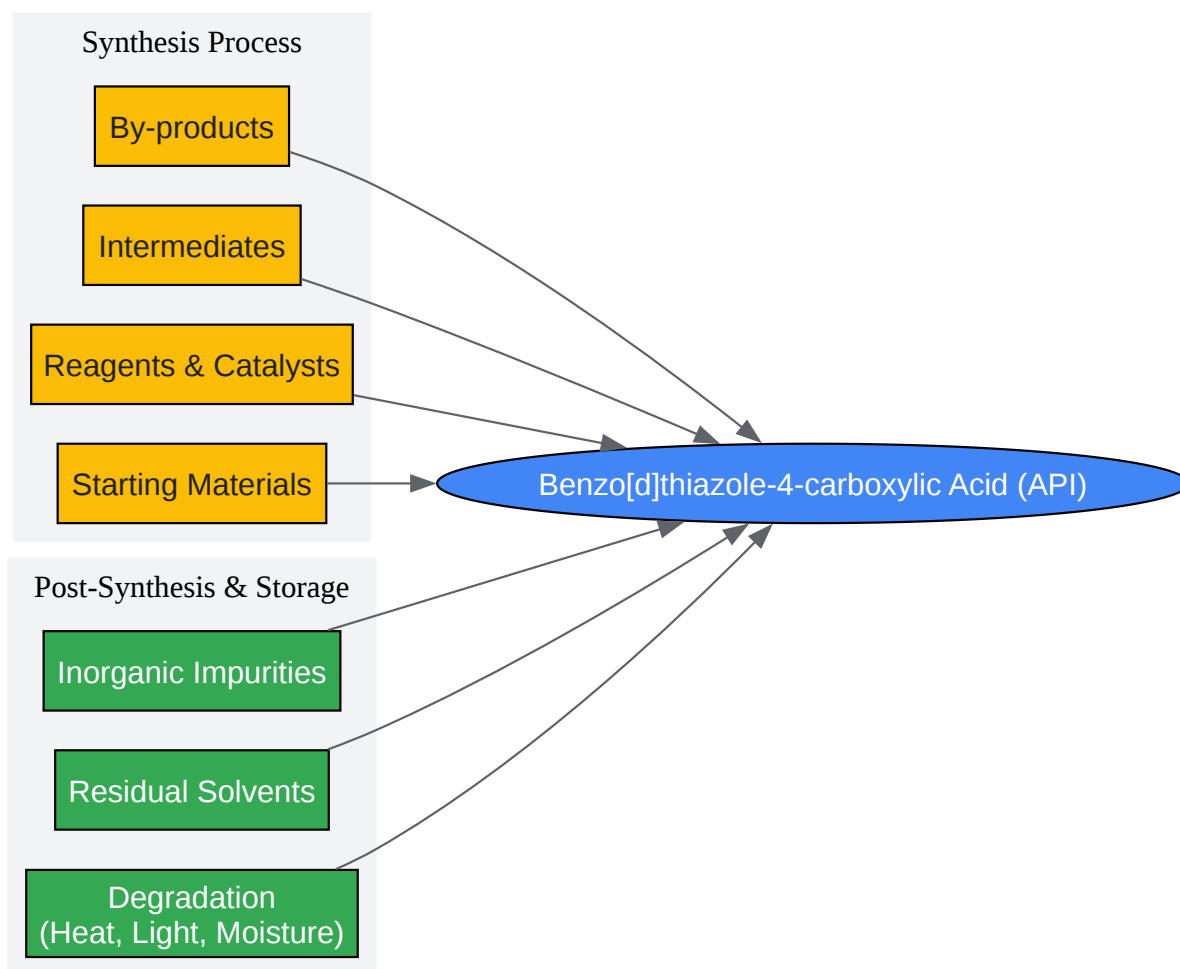 Synthesis Process
By-products
Intermediates
Reagents & Catalysts
Starting Materials
Benzo[d]thiazole-4-carboxylic Acid (API)
Post-Synthesis & Storage
Inorganic Impurities
Residual Solvents
Degradation
(Heat, Light, Moisture)